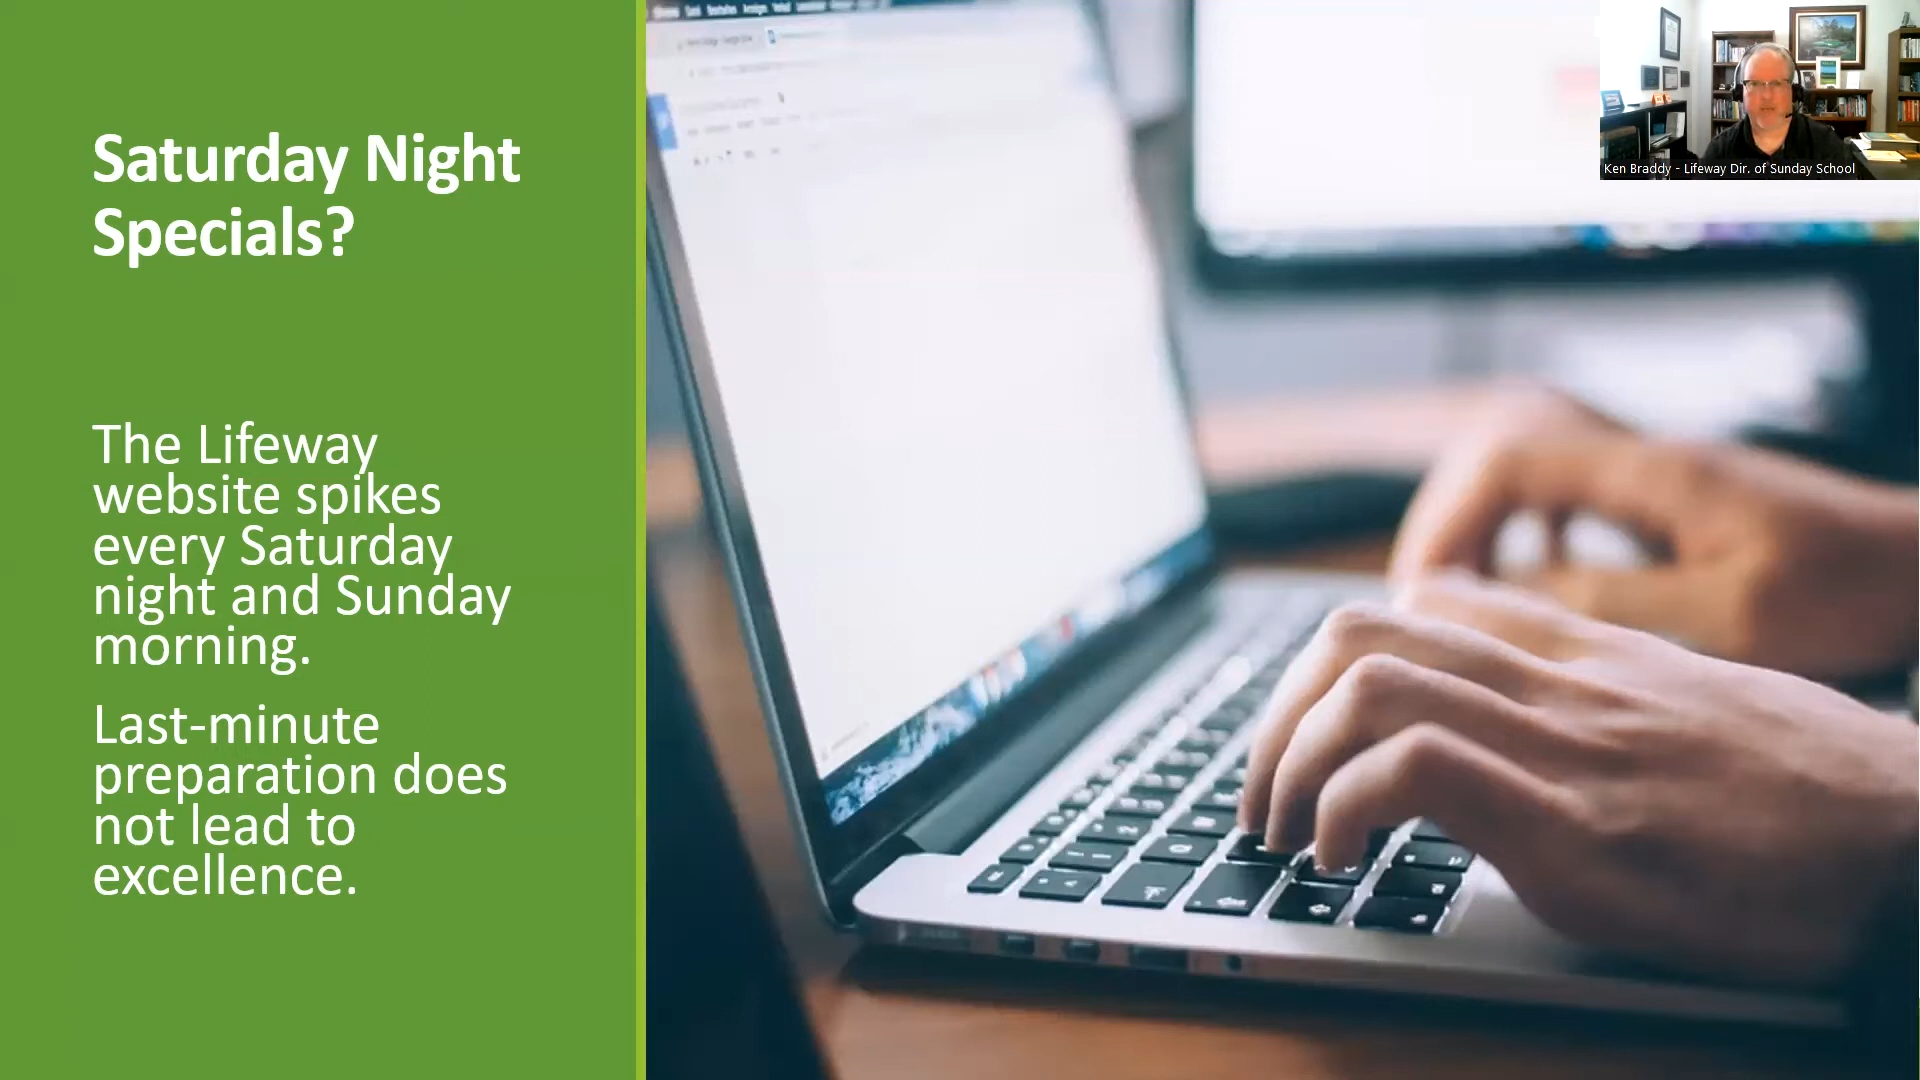 Saturday Night
Specials?
The Lifeway
website spikes
every Saturday
night and Sunday
morning.
Last-minute
preparation does
not lead to
excellence.
Ken Braddy - Lifeway Dir. of Sunday School